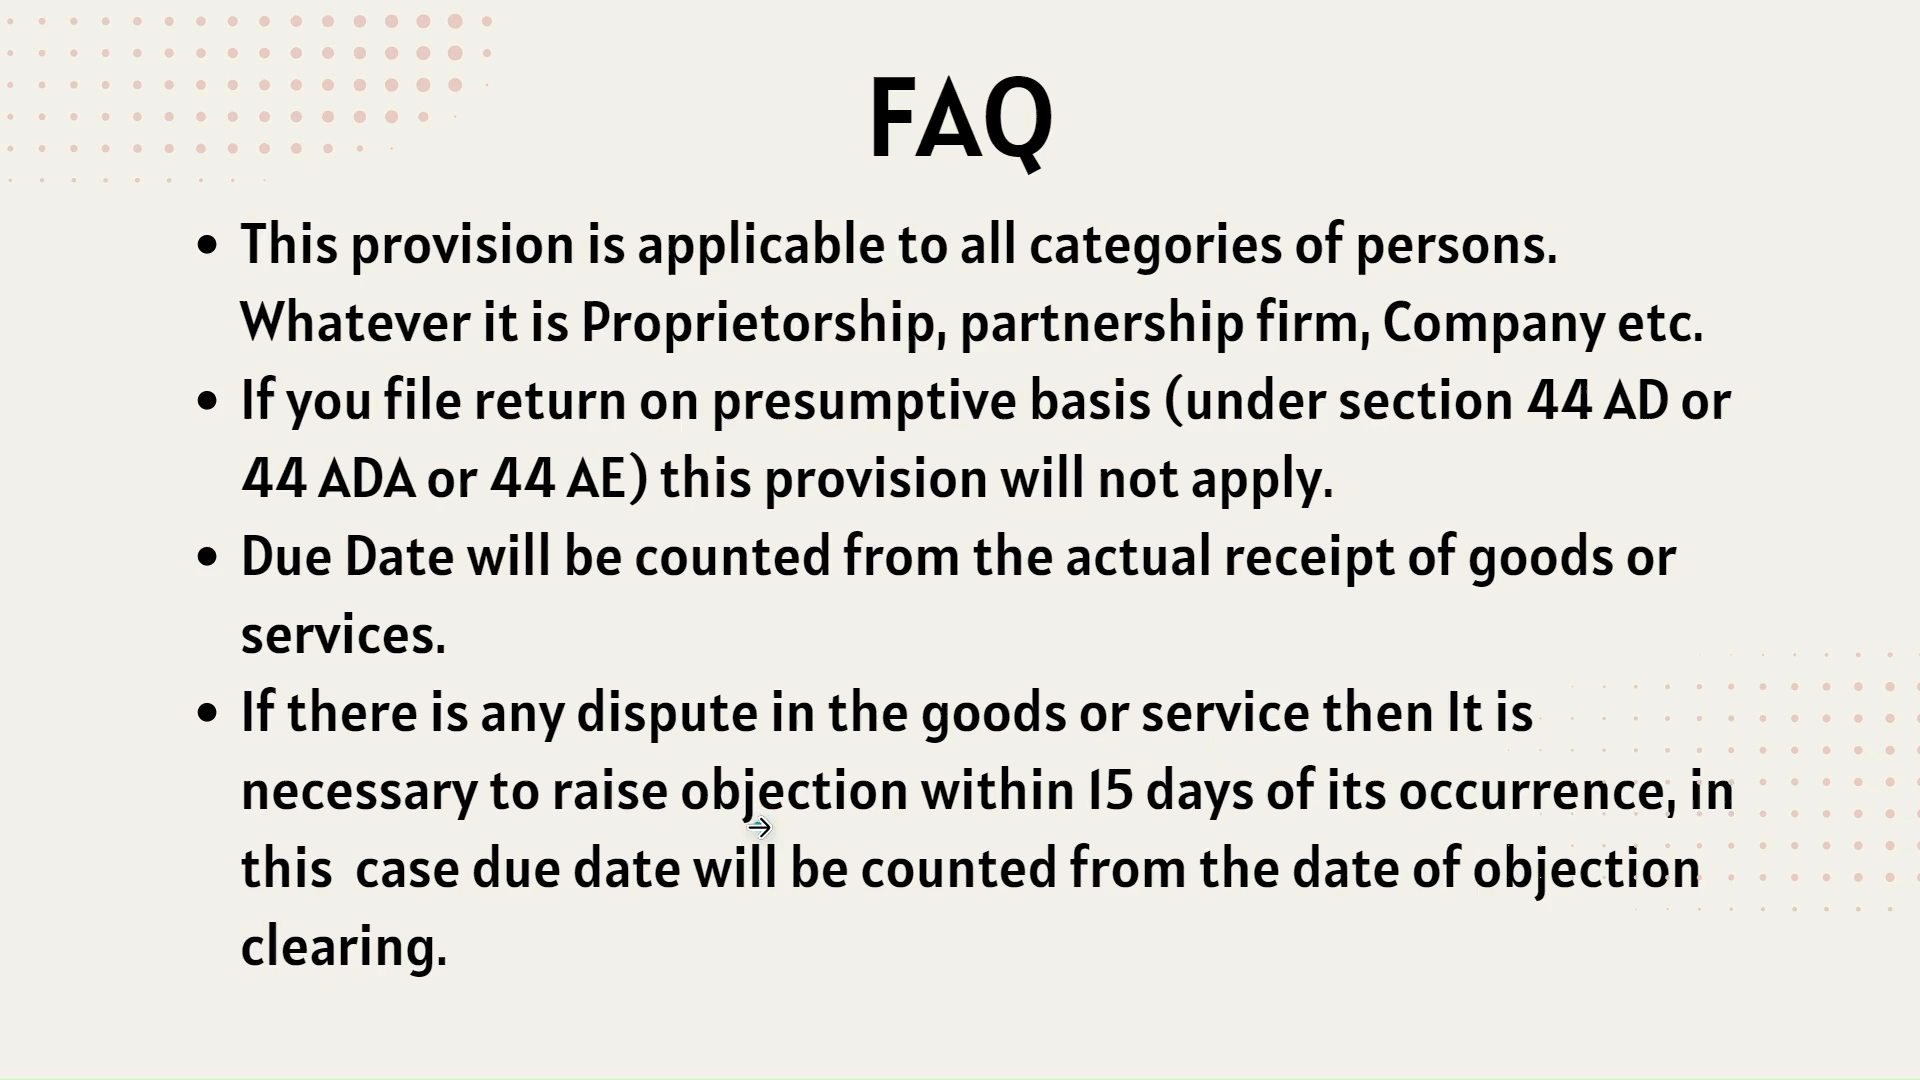 FAQ
• This provision is applicable to all categories of persons.
Whatever it is Proprietorship, partnership firm, Company etc.
• If you file return on presumptive basis (under section 44 AD or
44 ADA or 44 AE) this provision will not apply.
• Due Date will be counted from the actual receipt of goods or
services.
• If there is any dispute in the goods or service then It is
necessary to raise objection within 15 days of its occurrence, in
this  case due date will be counted from the date of objection
clearing.